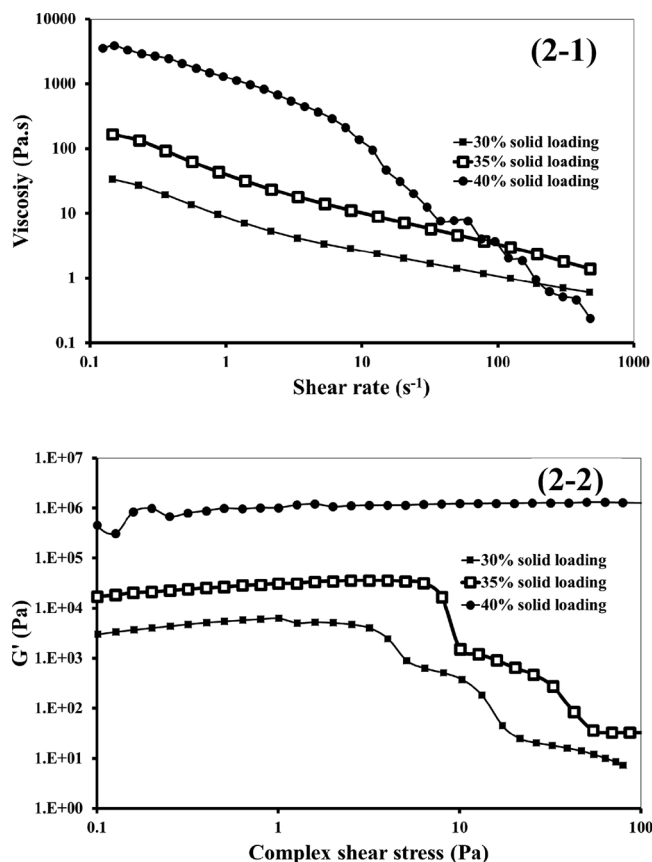 10000
(2-1)
1000
100
10
1
0.1
Viscosiy (Pa.s)
30% solid loading
35% solid loading
40% solid loading
0.1 1 10 100 1000
Shear rate (s⁻¹)
1.E+07
(2-2)
1.E+06
1.E+05
1.E+04
1.E+03
1.E+02
1.E+01
1.E+00
G' (Pa)
30% solid loading
35% solid loading
40% solid loading
0.1 1 10 100
Complex shear stress (Pa)